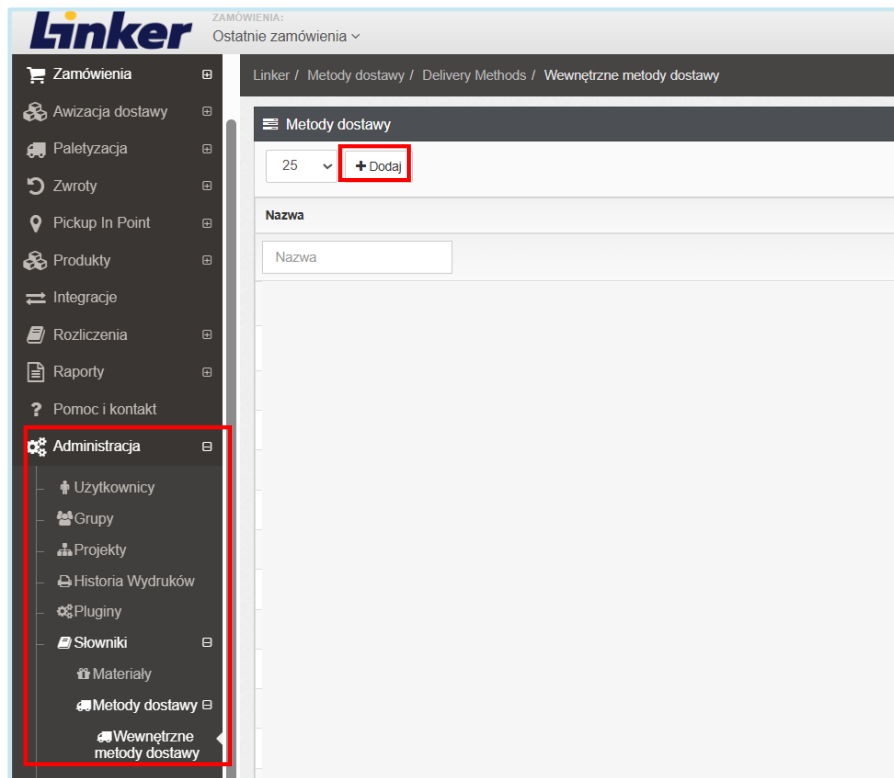 Linker
ZAMÓWIENIA:
Ostatnie zamówienia
Zamówienia
Awizacja dostawy
Paletyzacja
Zwroty
Pickup In Point
Produkty
Integracje
Rozliczenia
Raporty
? Pomoc i kontakt
Administracja
Użytkownicy
Grupy
Projekty
Historia Wydruków
Pluginy
Słowniki
Materiały
Metody dostawy
Wewnętrzne
metody dostawy
Linker / Metody dostawy / Delivery Methods / Wewnętrzne metody dostawy
Metody dostawy
25 + Dodaj
Nazwa
Nazwa